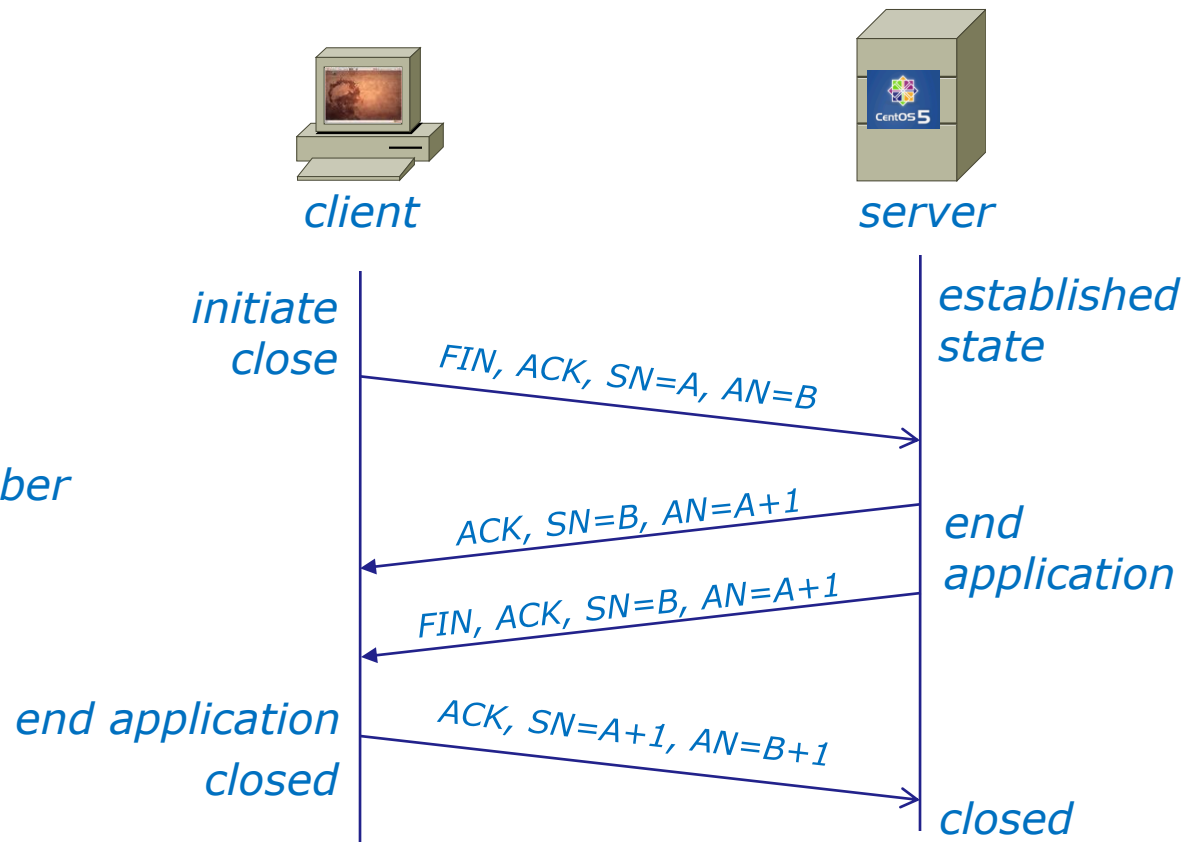 CentOS 5
client
server
initiate
close
established
state
FIN, ACK, SN=A, AN=B
ber
ACK, SN=B, AN=A+1
end
application
FIN, ACK, SN=B, AN=A+1
end application
closed
ACK, SN=A+1, AN=B+1
closed